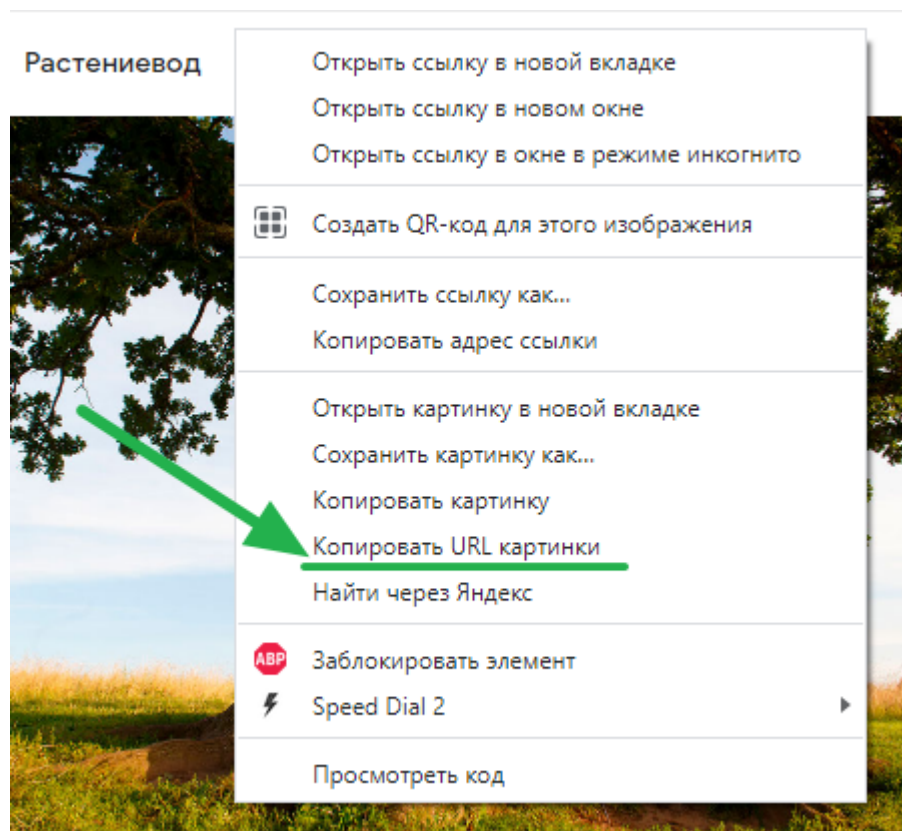 Растениевод
Открыть ссылку в новой вкладке
Открыть ссылку в новом окне
Открыть ссылку в окне в режиме инкогнито
Создать QR-код для этого изображения
Сохранить ссылку как...
Копировать адрес ссылки
Открыть картинку в новой вкладке
Сохранить картинку как...
Копировать картинку
Копировать URL картинки
Найти через Яндекс
ABP Заблокировать элемент
Speed Dial 2
Просмотреть код